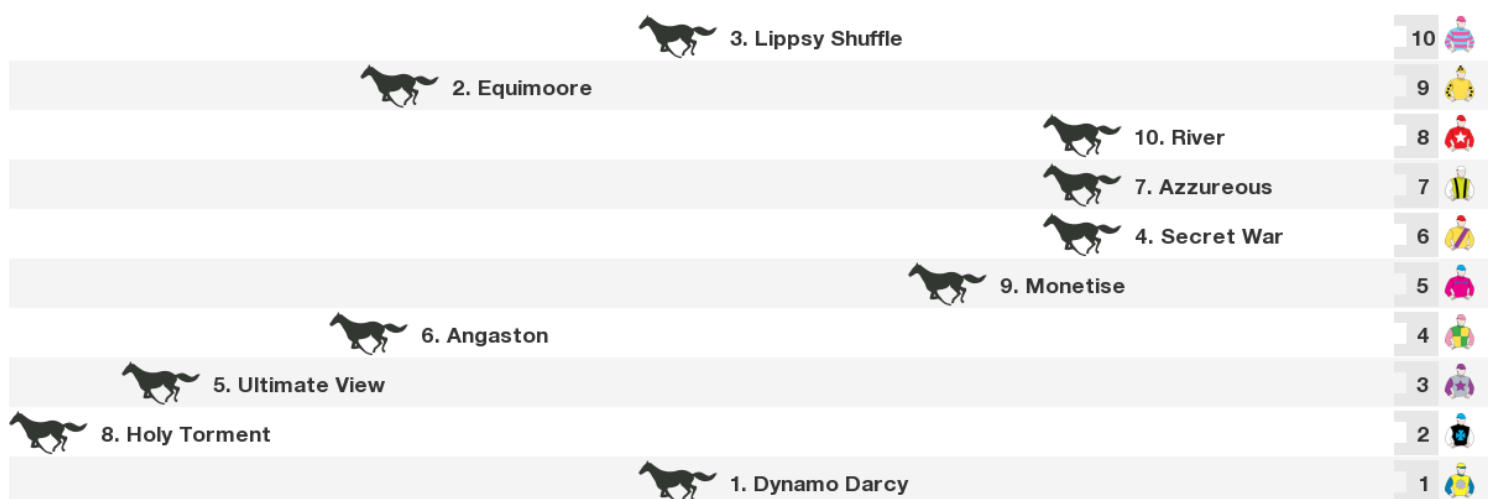 3. Lippsy Shuffle 10
2. Equimoore 9
10. River 8
7. Azzureous 7
4. Secret War 6
9. Monetise 5
6. Angaston 4
5. Ultimate View 3
8. Holy Torment 2
1. Dynamo Darcy 1